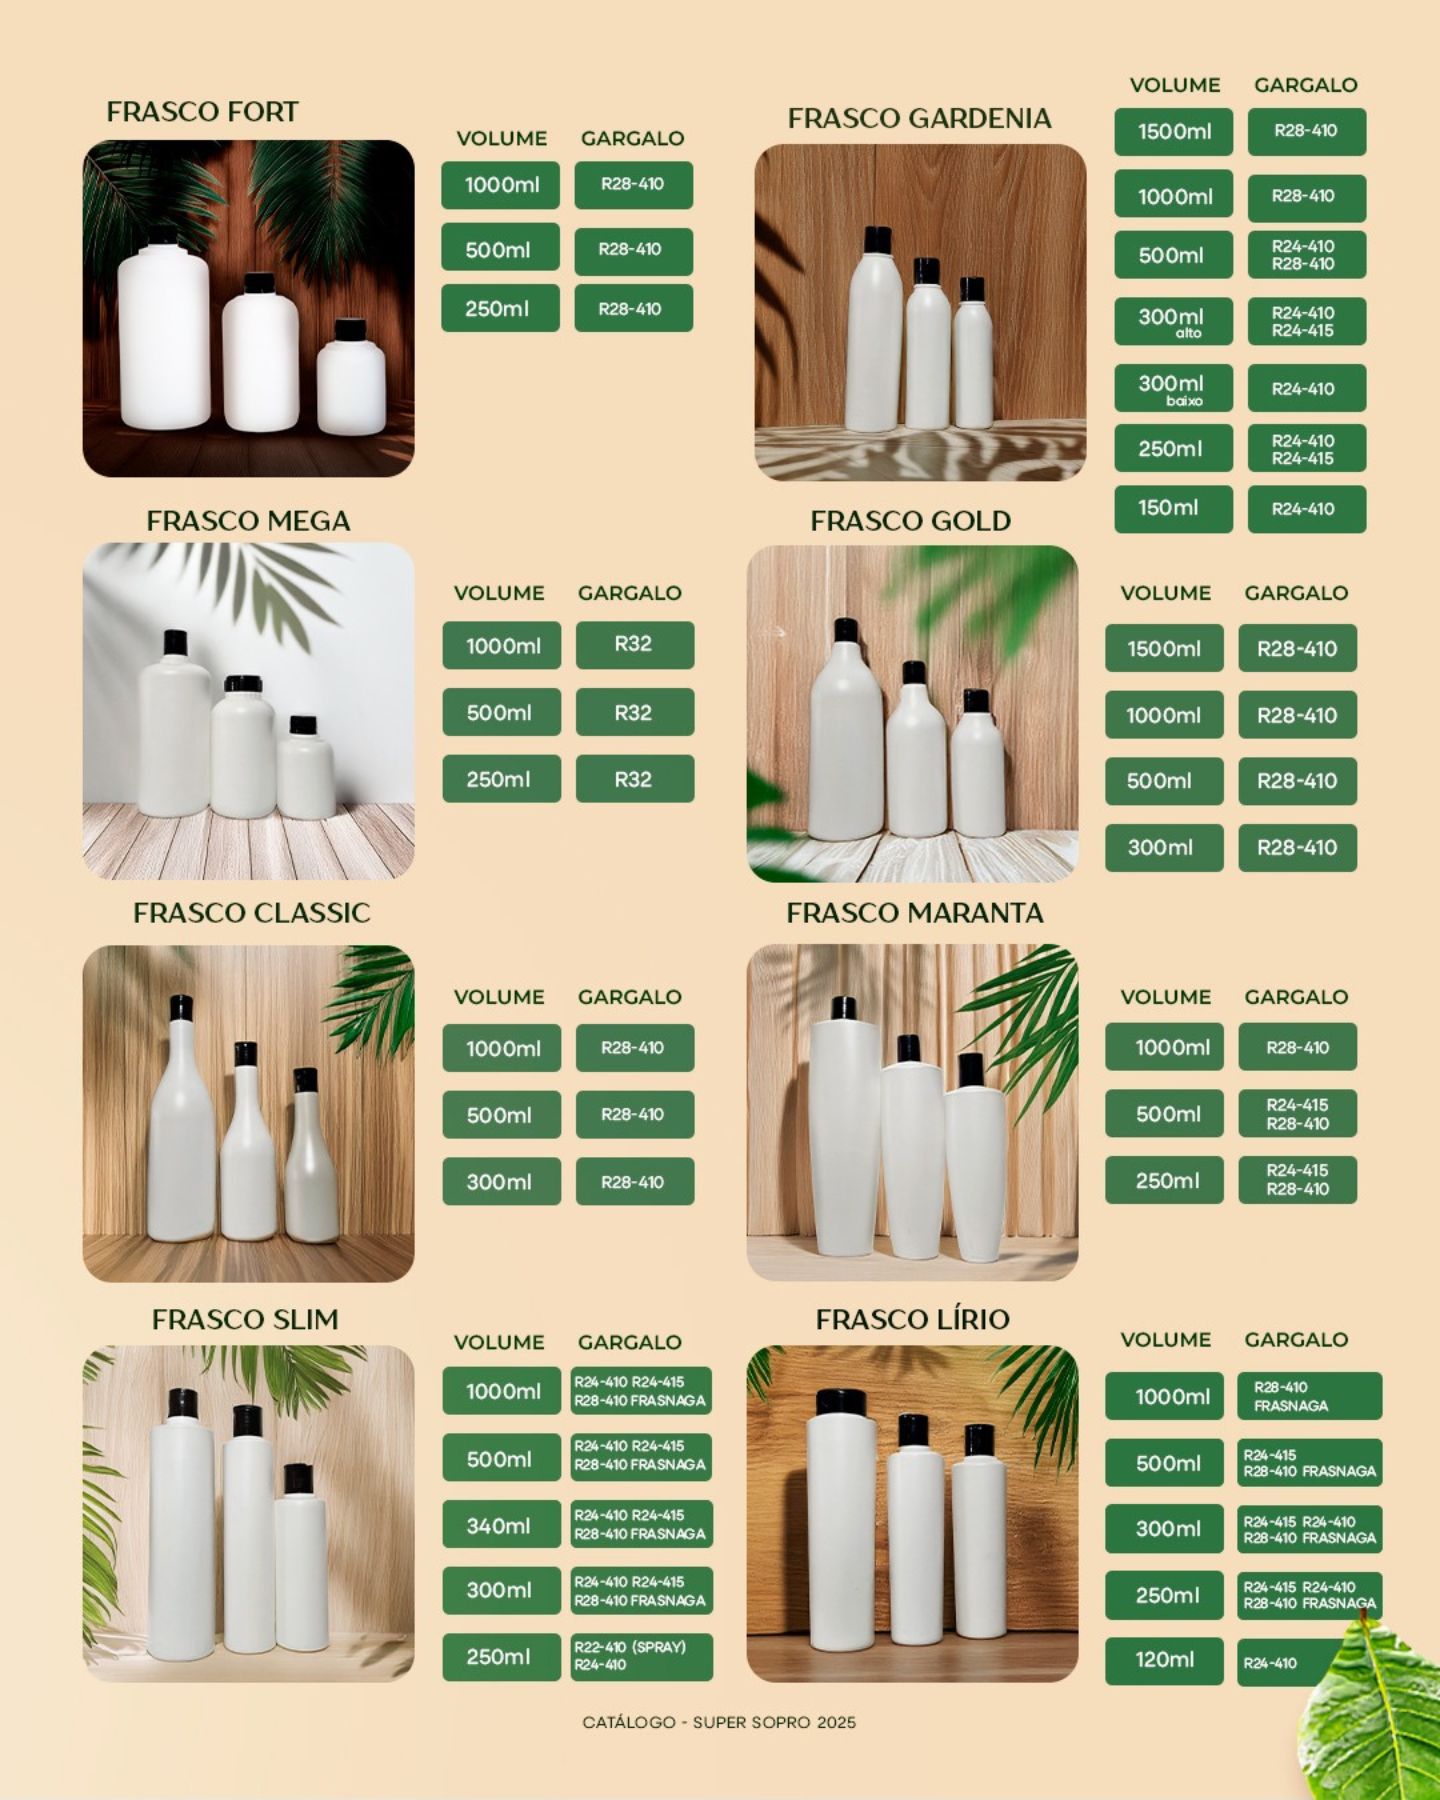 FRASCO FORT
VOLUME GARGALO
1000ml R28-410
500ml R28-410
250ml R28-410
FRASCO GARDENIA
VOLUME GARGALO
1500ml R28-410
1000ml R28-410
500ml R24-410
R28-410
300ml R24-410
alto R24-415
300ml R24-410
baixo
250ml R24-410
R24-415
150ml R24-410
FRASCO MEGA
VOLUME GARGALO
1000ml R32
500ml R32
250ml R32
FRASCO GOLD
VOLUME GARGALO
1500ml R28-410
1000ml R28-410
500ml R28-410
300ml R28-410
FRASCO CLASSIC
VOLUME GARGALO
1000ml R28-410
500ml R28-410
300ml R28-410
FRASCO MARANTA
VOLUME GARGALO
1000ml R28-410
500ml R24-415
R28-410
250ml R24-415
R28-410
FRASCO SLIM
VOLUME GARGALO
1000ml R24-410 R24-415
R28-410 FRASNAGA
500ml R24-410 R24-415
R28-410 FRASNAGA
340ml R24-410 R24-415
R28-410 FRASNAGA
300ml R24-410 R24-415
R28-410 FRASNAGA
250ml R22-410 (SPRAY)
R24-410
FRASCO LÍRIO
VOLUME GARGALO
1000ml R28-410
FRASNAGA
500ml R24-415
R28-410 FRASNAGA
300ml R24-415 R24-410
R28-410 FRASNAGA
250ml R24-415 R24-410
R28-410 FRASNAGA
120ml R24-410
CATÁLOGO - SUPER SOPRO 2025